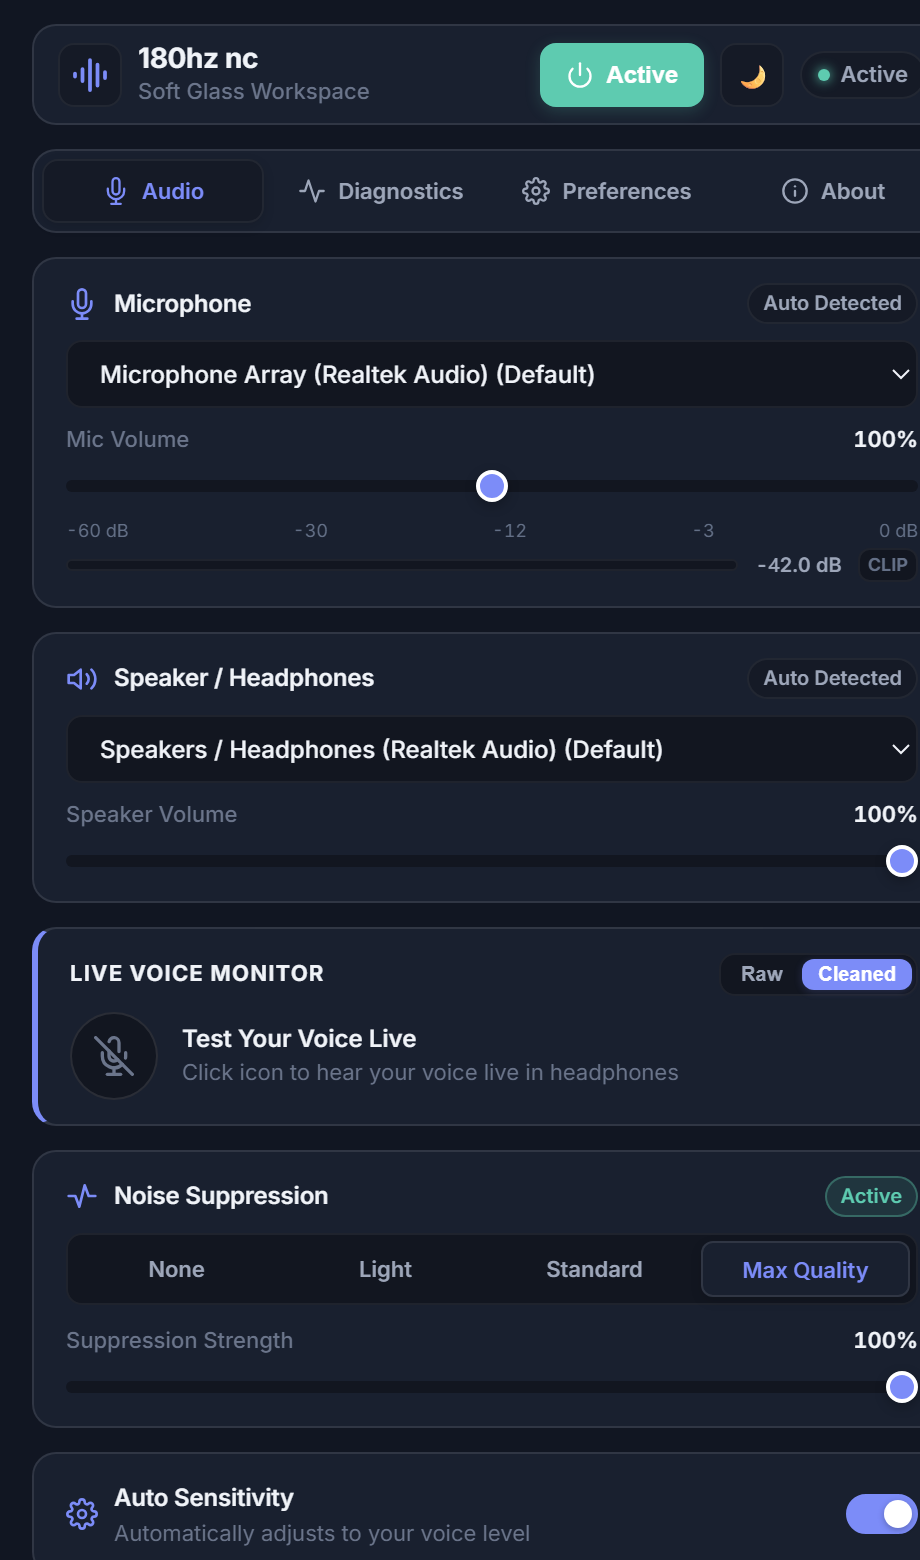 180hz nc
Soft Glass Workspace
Active
Active
Audio
Diagnostics
Preferences
About
Microphone
Auto Detected
Microphone Array (Realtek Audio) (Default)
Mic Volume
100%
-60 dB
-30
-12
-3
0 dB
-42.0 dB
CLIP
Speaker / Headphones
Auto Detected
Speakers / Headphones (Realtek Audio) (Default)
Speaker Volume
100%
LIVE VOICE MONITOR
Raw
Cleaned
Test Your Voice Live
Click icon to hear your voice live in headphones
Noise Suppression
Active
None
Light
Standard
Max Quality
Suppression Strength
100%
Auto Sensitivity
Automatically adjusts to your voice level